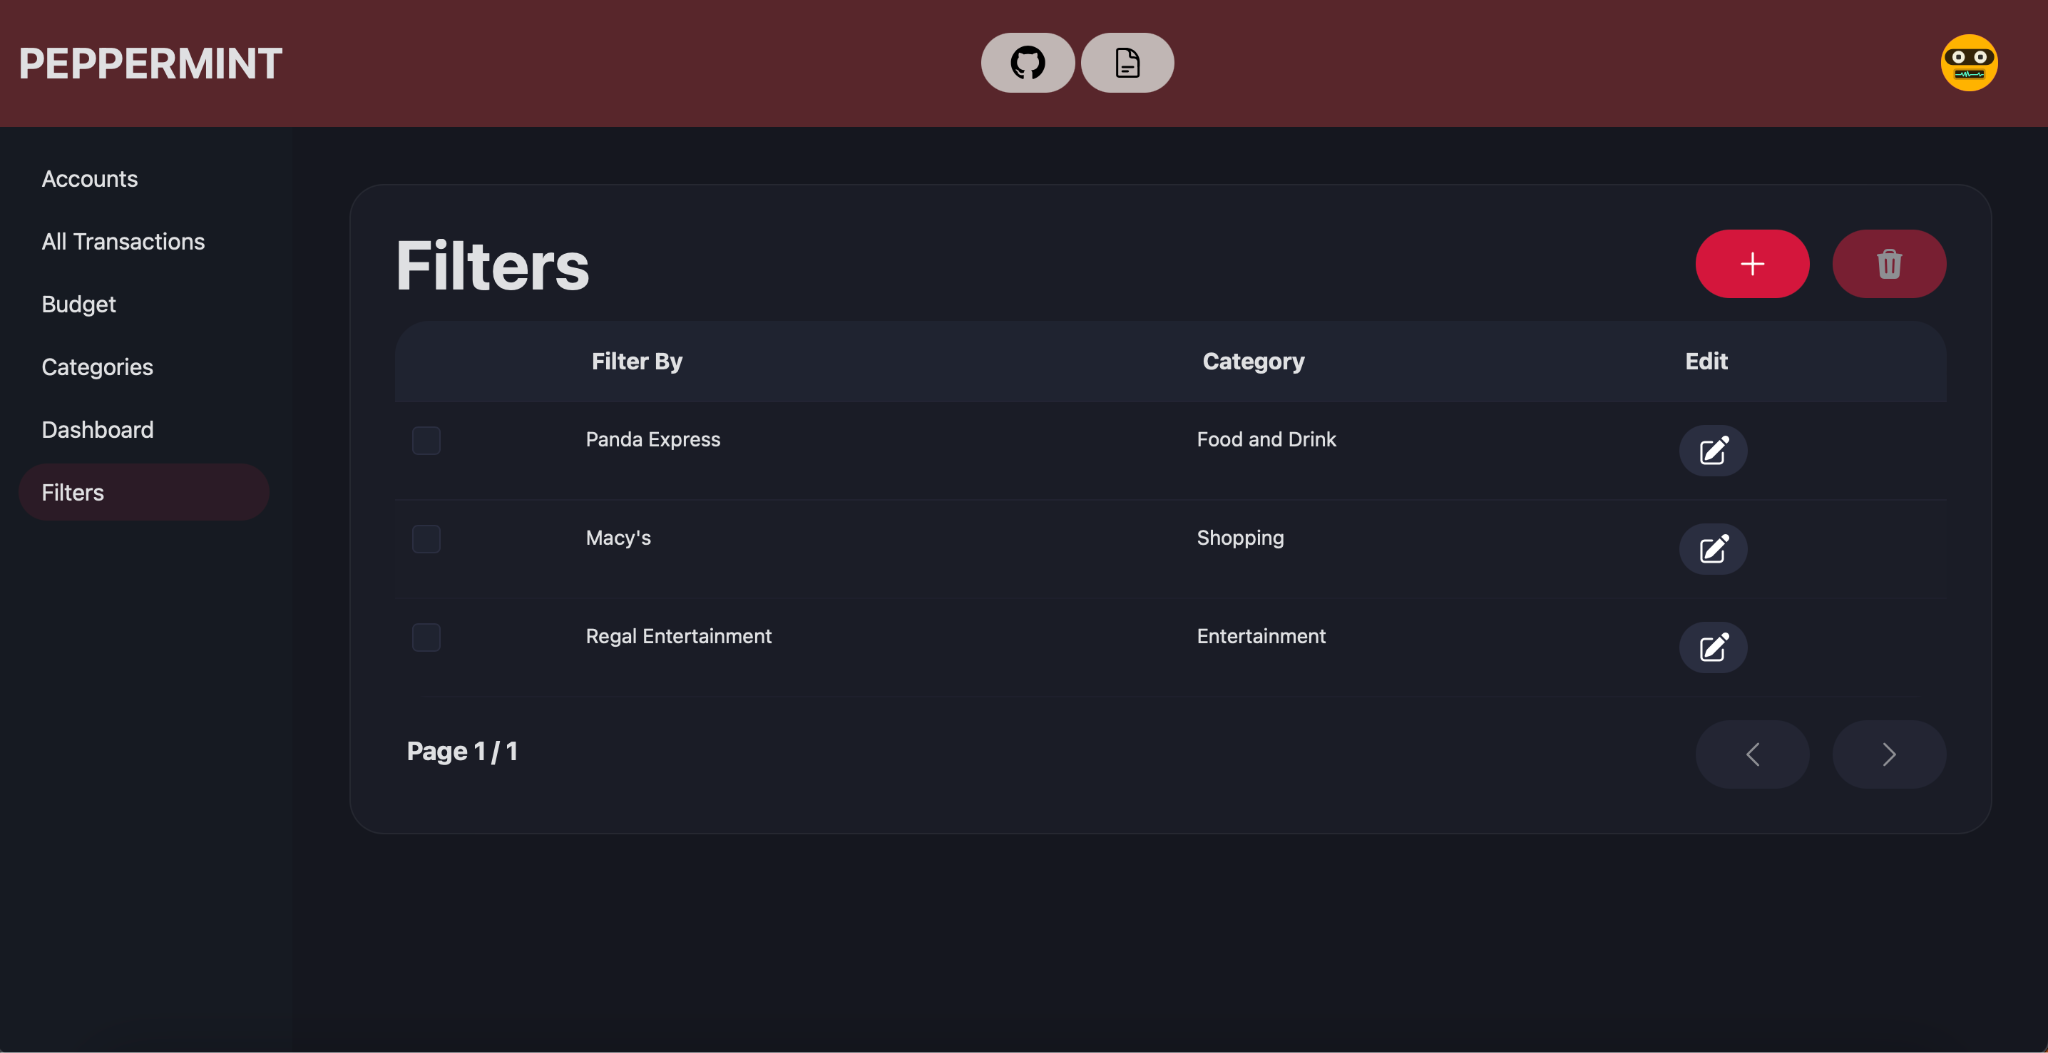 PEPPERMINT
Accounts
All Transactions
Budget
Categories
Dashboard
Filters
Filters
Filter By Category Edit
Panda Express Food and Drink
Macy's Shopping
Regal Entertainment Entertainment
Page 1 / 1